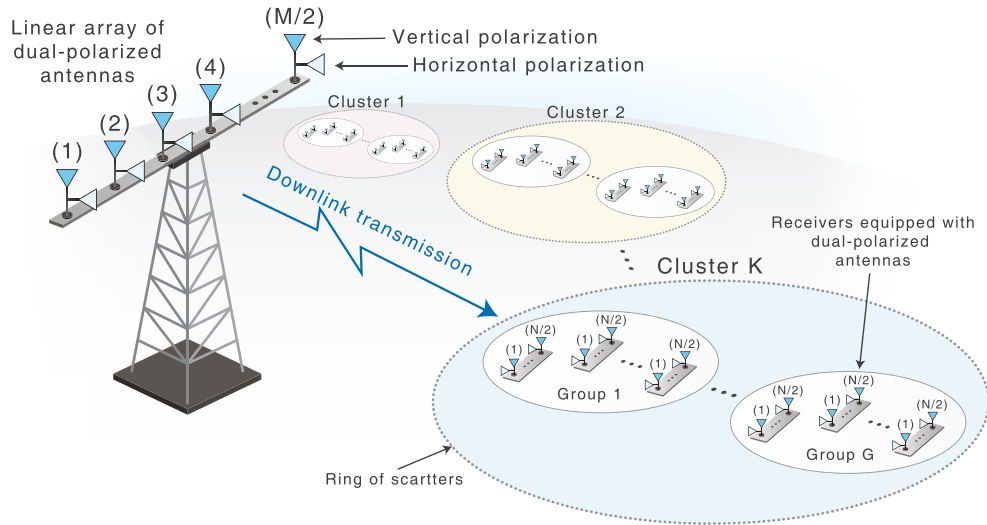 Linear array of
dual-polarized
antennas
(M/2)
Vertical polarization
Horizontal polarization
(4)
(3)
(2)
(1)
Cluster 1
Cluster 2
Downlink transmission
Receivers equipped with
dual-polarized
antennas
Cluster K
(N/2)
(N/2)
(N/2)
(1)
(1)
(1)
Group 1
(N/2)
(N/2)
(N/2)
(1)
(1)
(1)
Group G
Ring of scartters